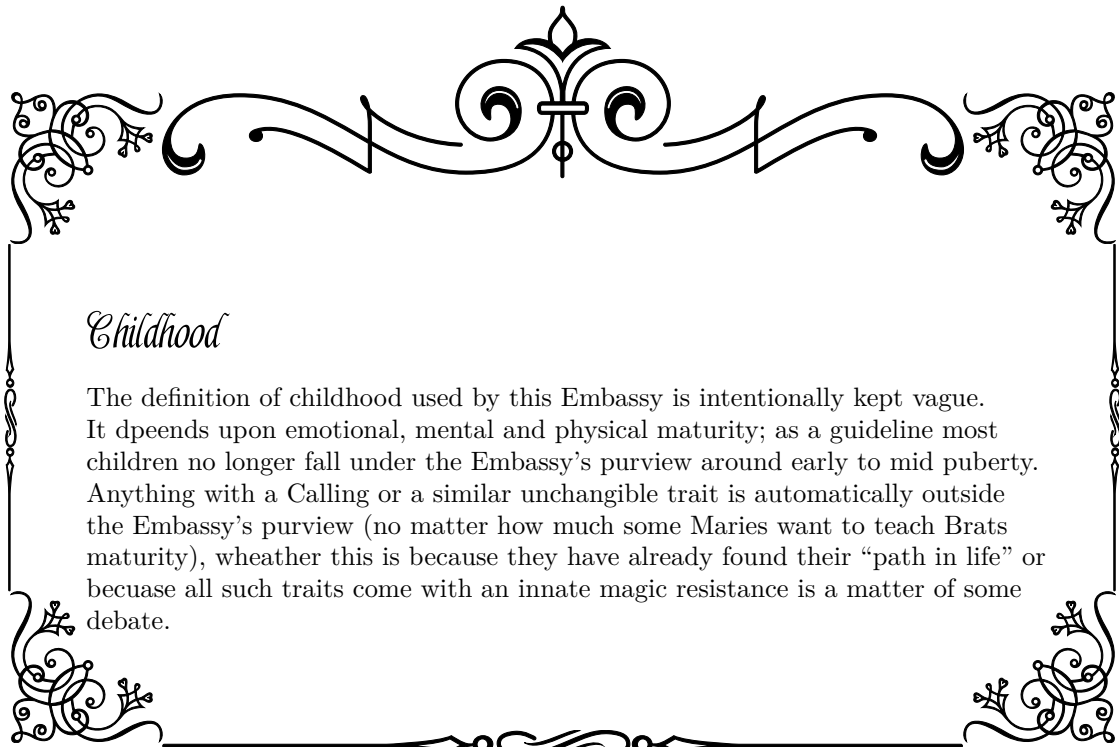 Childhood
The definition of childhood used by this Embassy is intentionally kept vague.
It dpeends upon emotional, mental and physical maturity; as a guideline most
children no longer fall under the Embassy’s purview around early to mid puberty.
Anything with a Calling or a similar unchangible trait is automatically outside
the Embassy’s purview (no matter how much some Maries want to teach Brats
maturity), wheather this is because they have already found their “path in life” or
becuase all such traits come with an innate magic resistance is a matter of some
debate.